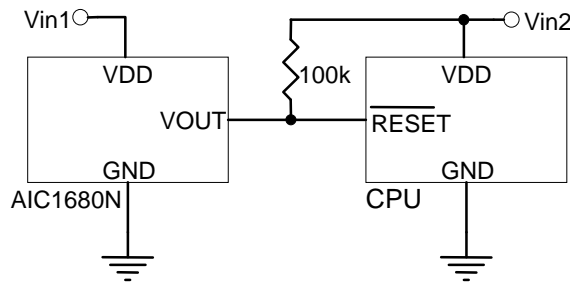 Vin1
Vin2
VDD
100k
VDD
VOUT
RESET
GND
GND
AIC1680N
CPU